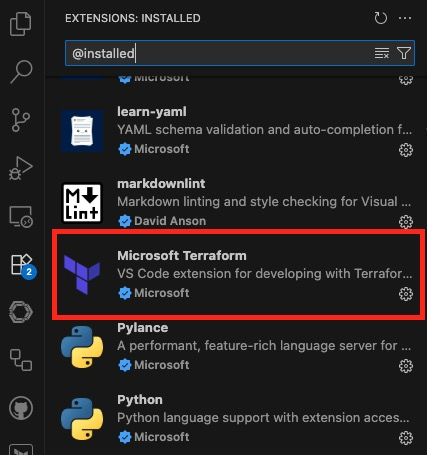 EXTENSIONS: INSTALLED
@installed
Microsoft
learn-yaml
YAML schema validation and auto-completion f...
Microsoft
M
Lint
markdownlint
Markdown linting and style checking for Visual ...
David Anson
Microsoft Terraform
VS Code extension for developing with Terrafor...
Microsoft
2
Pylance
A performant, feature-rich language server for ...
Microsoft
Python
Python language support with extension acces...
Microsoft